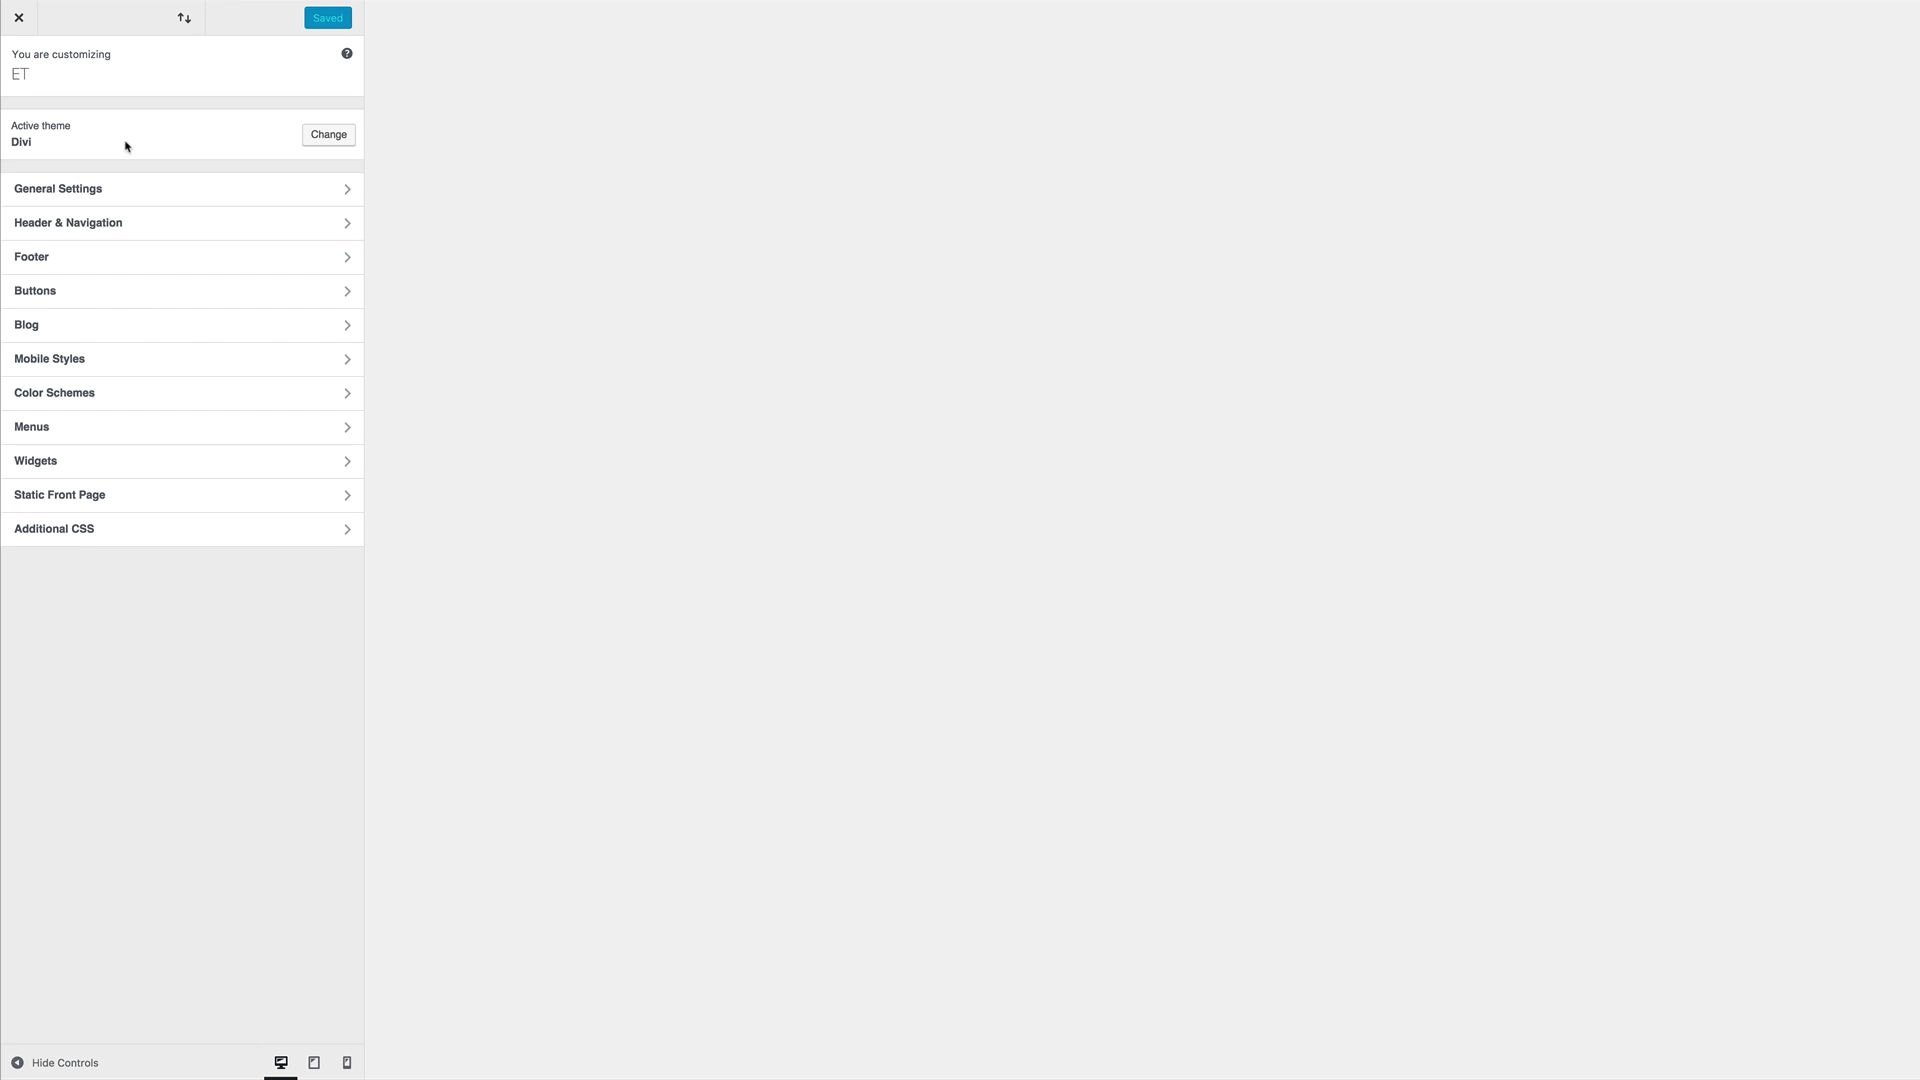 Saved
You are customizing
ET
Active theme
Divi
Change
General Settings
Header & Navigation
Footer
Buttons
Blog
Mobile Styles
Color Schemes
Menus
Widgets
Static Front Page
Additional CSS
Hide Controls